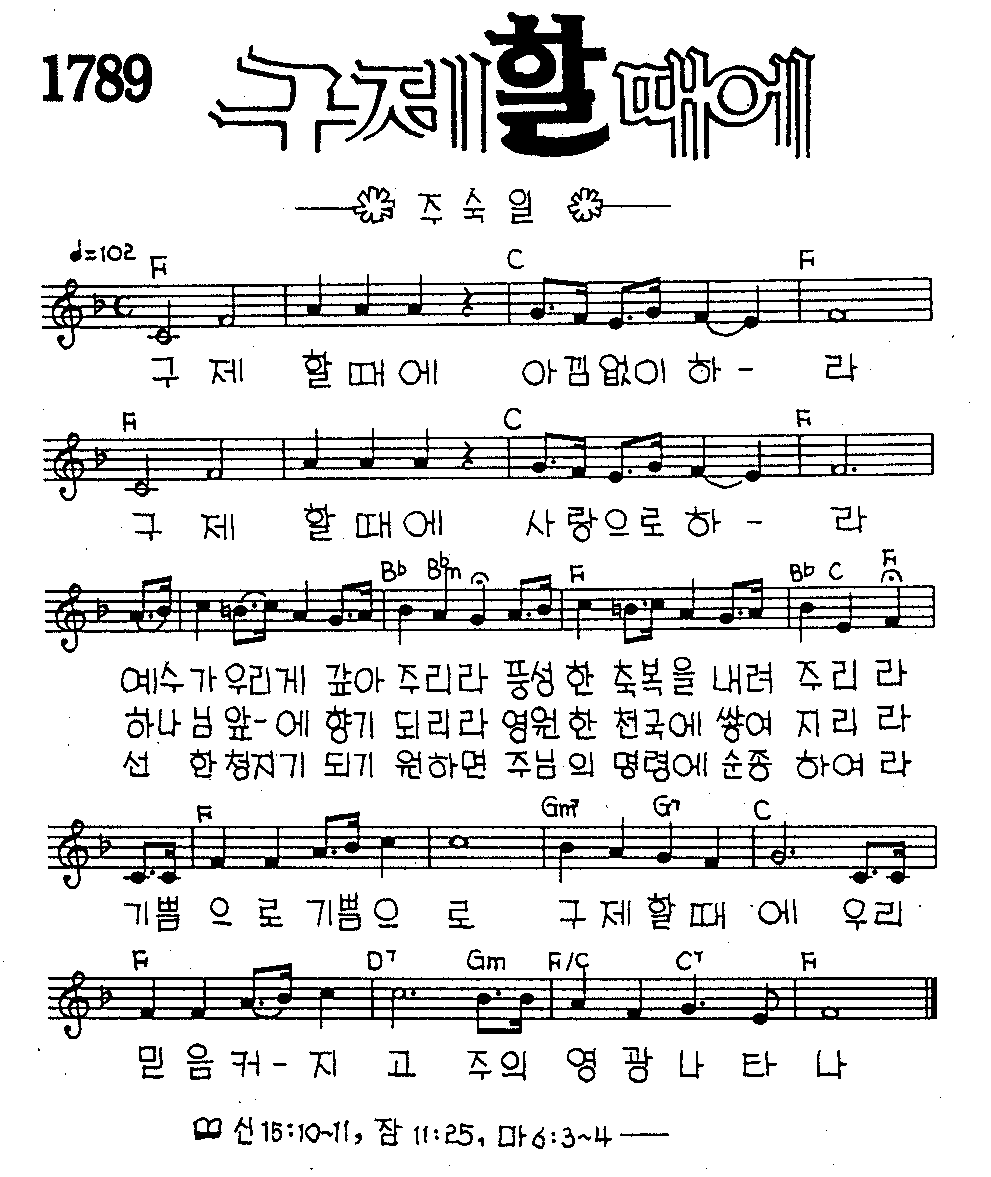 1789 구제할때에
주숙일
♩=102
F C F
구 제 할 때 에 아 낌 없 이 하 - 라
F C F
구 제 할 때 에 사 랑 으 로 하 - 라
Bb Bbm F Bb C F
예수가 우리게 갚아 주리라 풍성한 축복을 내려 주리라
하나님 앞-에 향기 되리라 영원한 천국에 쌓여 지리라
선 한청지기 되기 원하면 주님의 명령에 순종 하여라
F Gm7 G7 C
기쁨 으 로 기쁨으 로 구 제 할 때 에 우리
F D7 Gm F/C C7 F
믿 음 커 - 지 고 주의 영 광 나 타 나
신 15:10~11, 잠 11:25, 마 6:3~4